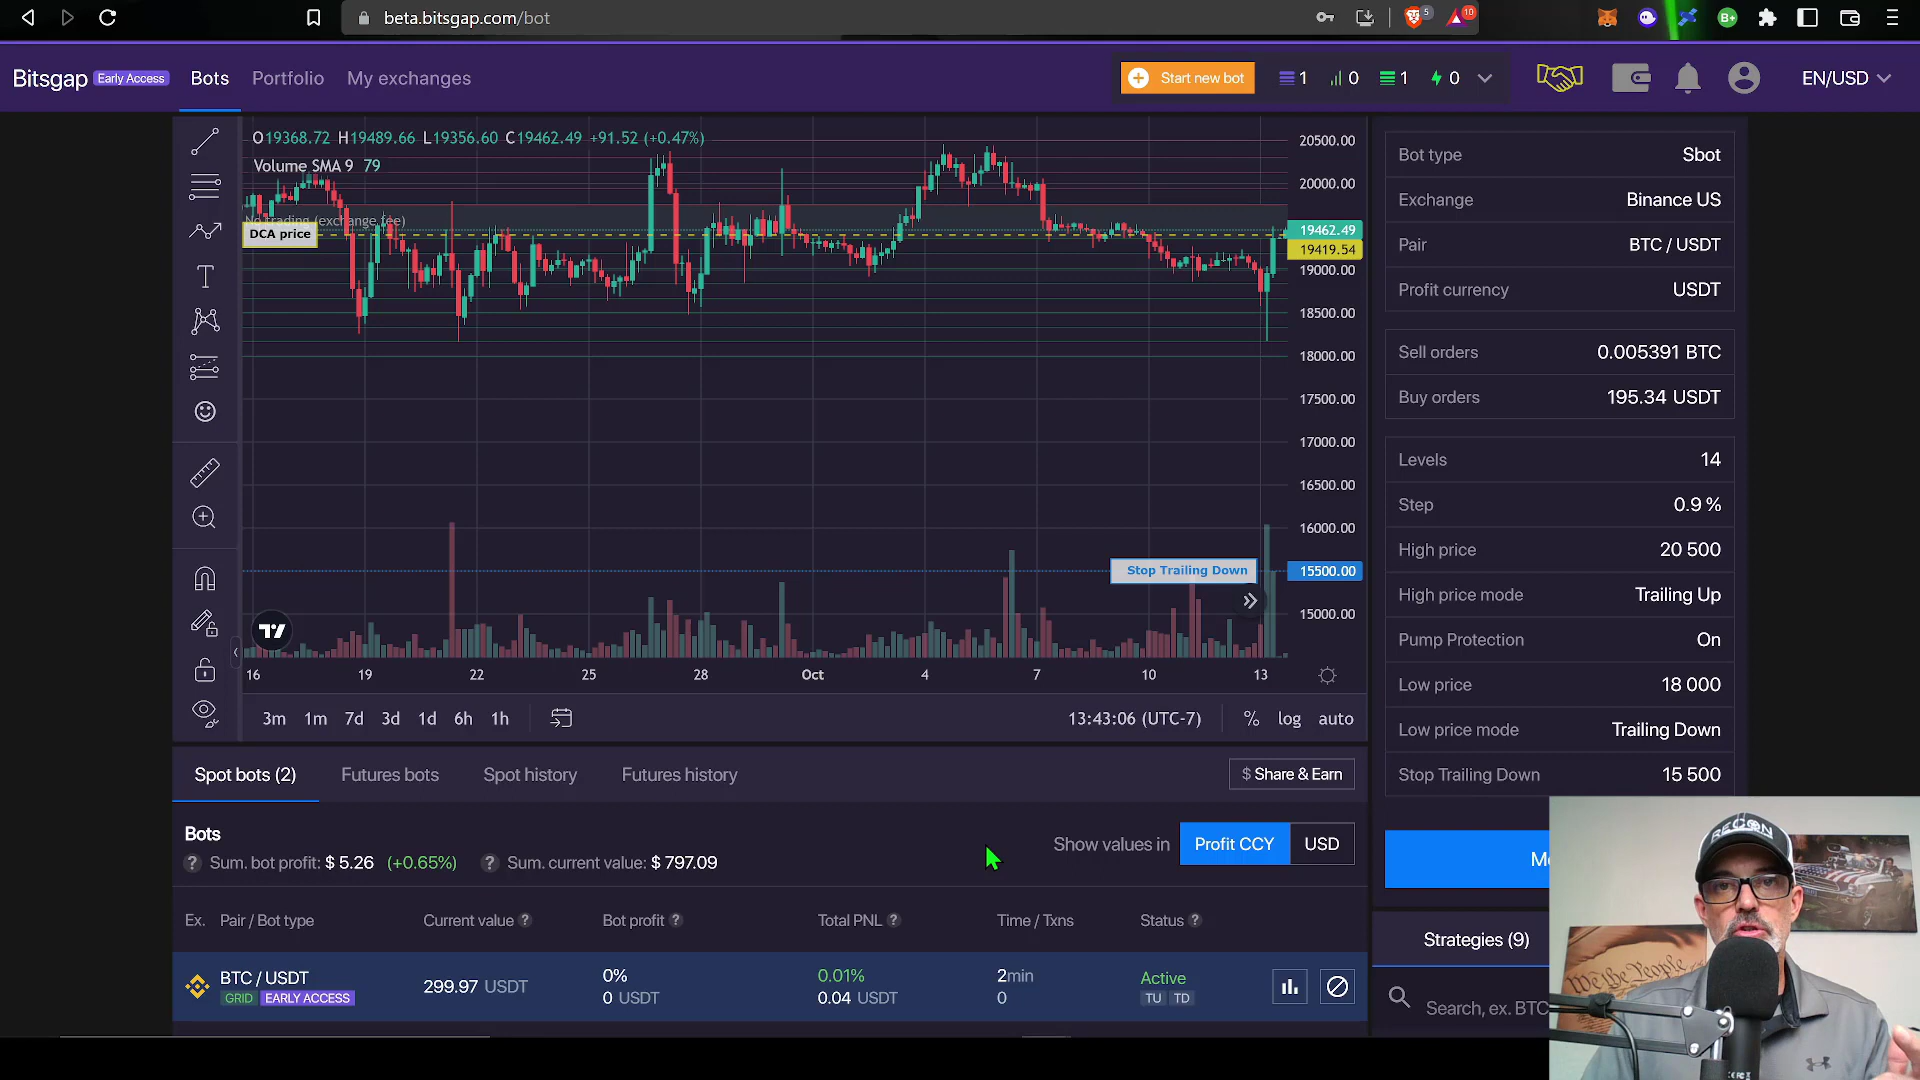 beta.bitsgap.com/bot
5
10
B+
Bitsgap Early Access Bots Portfolio My exchanges
Start new bot 1 0 1 0 EN/USD
O19368.72 H19489.66 L19356.60 C19462.49 +91.52 (+0.47%)
Volume SMA 9 79
No trading (exchange fee)
DCA price
20500.00
20000.00
19462.49
19419.54
19000.00
18500.00
18000.00
17500.00
17000.00
16500.00
16000.00
Stop Trailing Down 15500.00
15000.00
16 19 22 25 28 Oct 4 7 10 13
3m 1m 7d 3d 1d 6h 1h 13:43:06 (UTC-7) % log auto
Bot type Sbot
Exchange Binance US
Pair BTC / USDT
Profit currency USDT
Sell orders 0.005391 BTC
Buy orders 195.34 USDT
Levels 14
Step 0.9 %
High price 20 500
High price mode Trailing Up
Pump Protection On
Low price 18 000
Low price mode Trailing Down
Stop Trailing Down 15 500
Spot bots (2) Futures bots Spot history Futures history $ Share & Earn
Bots
Sum. bot profit: $ 5.26 (+0.65%) Sum. current value: $ 797.09
Show values in Profit CCY USD
Ex. Pair / Bot type Current value Bot profit Total PNL Time / Txns Status
BTC / USDT
GRID EARLY ACCESS
299.97 USDT
0%
0 USDT
0.01%
0.04 USDT
2min
0
Active
TU TD
Strategies (9)
Search, ex. BTC
RECON
We the People